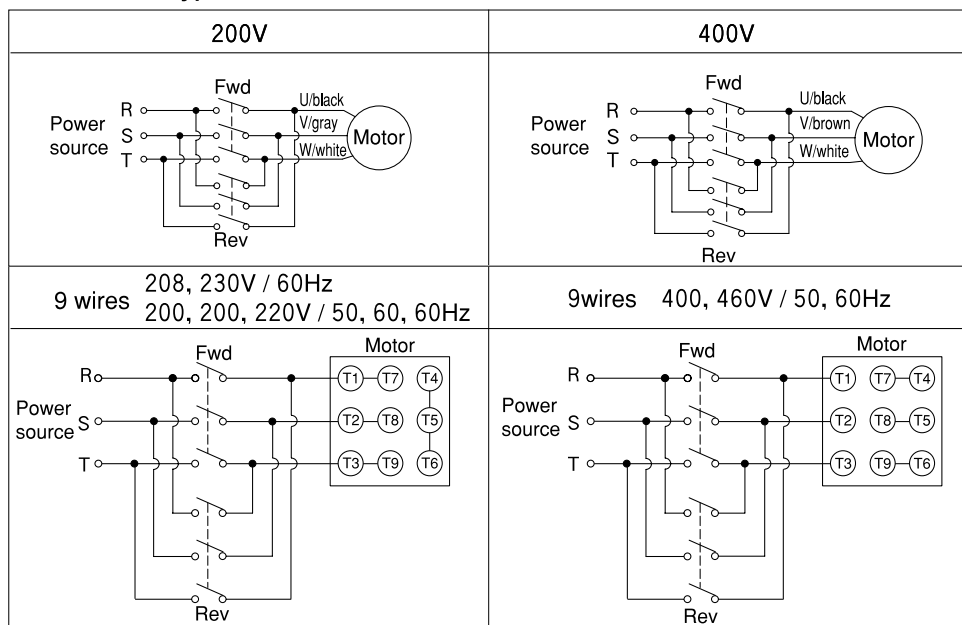 200V
400V
Fwd
R
S
T
Power
source
U/black
V/gray
W/white
Motor
Rev
Fwd
R
S
T
Power
source
U/black
V/brown
W/white
Motor
Rev
9 wires
208, 230V / 60Hz
200, 200, 220V / 50, 60, 60Hz
9wires 400, 460V / 50, 60Hz
Fwd
Motor
R
Power
source
S
T
T1 T7 T4
T2 T8 T5
T3 T9 T6
Rev
Fwd
Motor
R
Power
source
S
T
T1 T7 T4
T2 T8 T5
T3 T9 T6
Rev